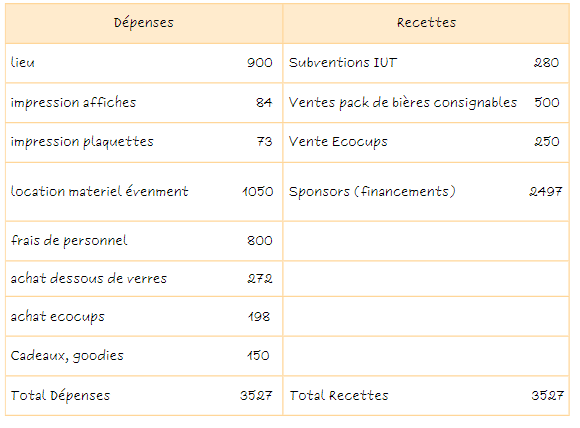 Dépenses Recettes
lieu 900 Subventions IUT 280
impression affiches 84 Ventes pack de bières consignables 500
impression plaquettes 73 Vente Ecocups 250
location materiel évenment 1050 Sponsors (financements) 2497
frais de personnel 800
achat dessous de verres 272
achat ecocups 198
Cadeaux, goodies 150
Total Dépenses 3527 Total Recettes 3527